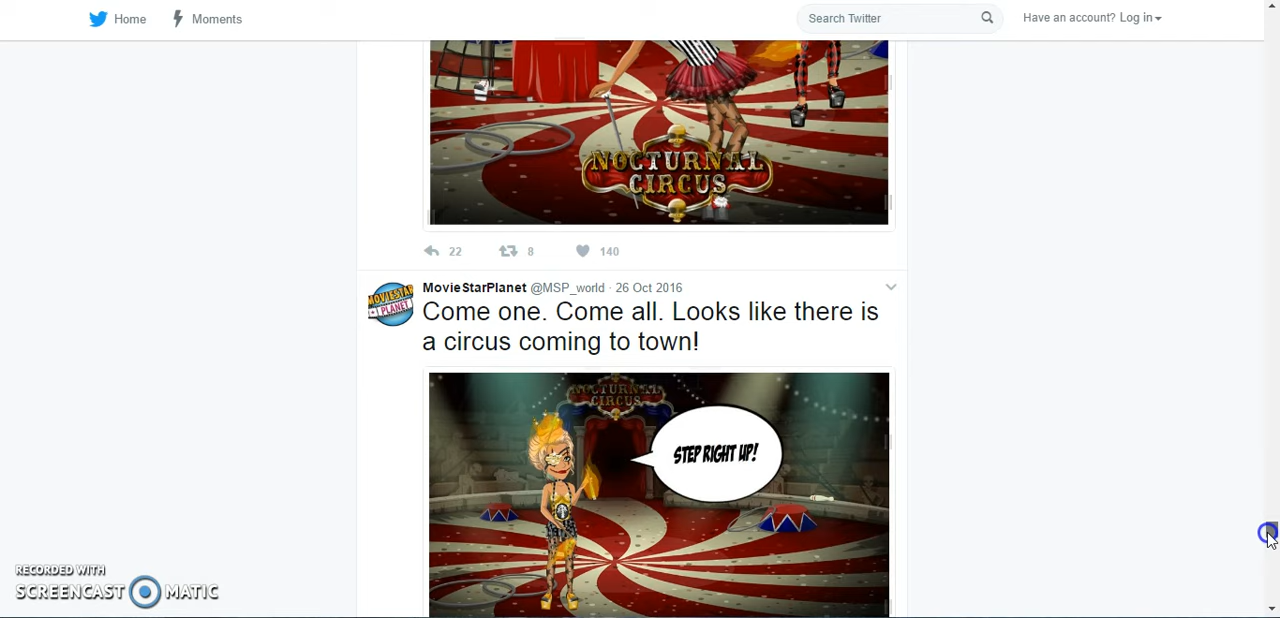 Home
Moments
Search Twitter
Have an account? Log in
NOCTURNAL
CIRCUS
22
8
140
MOVIESTAR
PLANET
MovieStarPlanet @MSP_world · 26 Oct 2016
Come one. Come all. Looks like there is
a circus coming to town!
NOCTURNAL
CIRCUS
STEP RIGHT UP!
RECORDED WITH
SCREENCAST MATIC